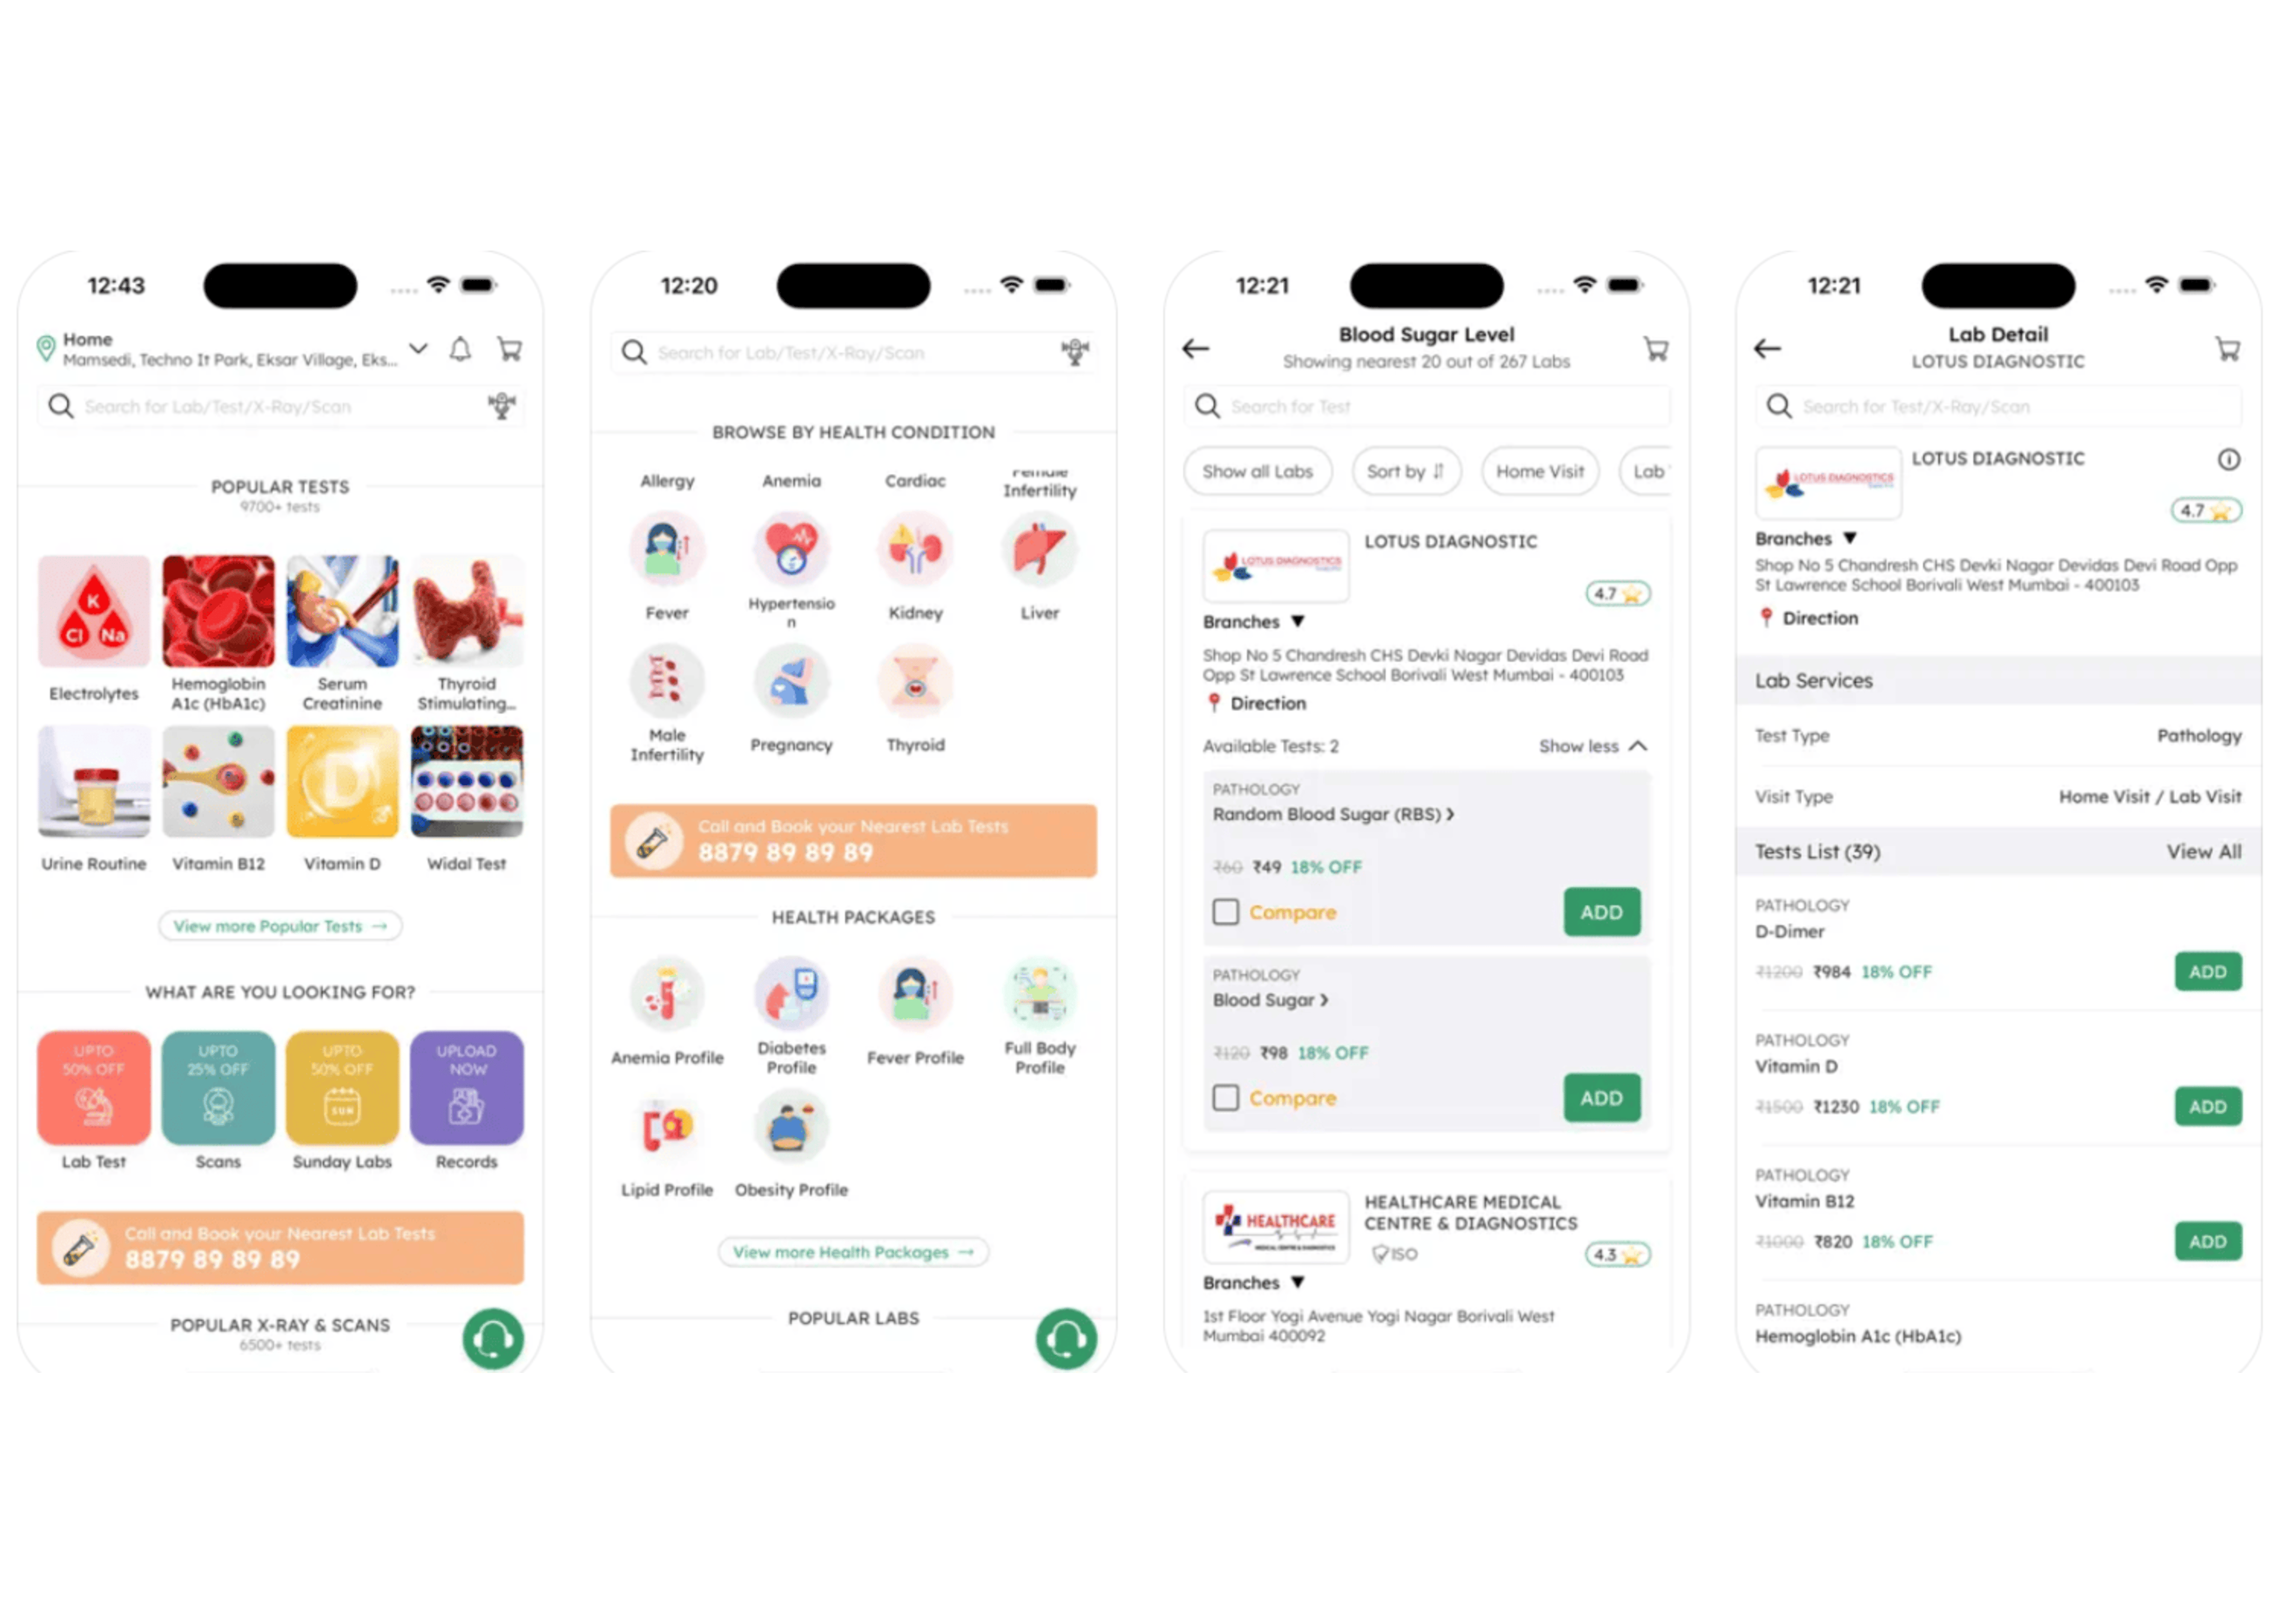 12:43
Home
Mamsedi, Techno It Park, Eksar Village, Eks...
Search for Lab/Test/X-Ray/Scan
POPULAR TESTS
9700+ tests
K
Cl Na
Electrolytes
Hemoglobin
A1c (HbA1c)
Serum
Creatinine
Thyroid
Stimulating...
D
Urine Routine
Vitamin B12
Vitamin D
Widal Test
View more Popular Tests →
WHAT ARE YOU LOOKING FOR?
UPTO
50% OFF
UPTO
25% OFF
UPTO
50% OFF
SUN
UPLOAD
NOW
Lab Test
Scans
Sunday Labs
Records
Call and Book your Nearest Lab Tests
8879 89 89 89
POPULAR X-RAY & SCANS
6500+ tests
12:20
Search for Lab/Test/X-Ray/Scan
BROWSE BY HEALTH CONDITION
Allergy
Anemia
Cardiac
Female
Infertility
Fever
Hypertensio
n
Kidney
Liver
Male
Infertility
Pregnancy
Thyroid
Call and Book your Nearest Lab Tests
8879 89 89 89
HEALTH PACKAGES
Anemia Profile
Diabetes
Profile
Fever Profile
Full Body
Profile
Lipid Profile
Obesity Profile
View more Health Packages →
POPULAR LABS
12:21
Blood Sugar Level
Showing nearest 20 out of 267 Labs
Search for Test
Show all Labs
Sort by
Home Visit
Lab
LOTUS DIAGNOSTICS
LOTUS DIAGNOSTIC
4.7
Branches ▼
Shop No 5 Chandresh CHS Devki Nagar Devidas Devi Road
Opp St Lawrence School Borivali West Mumbai - 400103
Direction
Available Tests: 2
Show less
PATHOLOGY
Random Blood Sugar (RBS) >
₹60 ₹49 18% OFF
Compare
ADD
PATHOLOGY
Blood Sugar >
₹120 ₹98 18% OFF
Compare
ADD
HEALTHCARE
MEDICAL CENTRE & DIAGNOSTICS
HEALTHCARE MEDICAL
CENTRE & DIAGNOSTICS
ISO
4.3
Branches ▼
1st Floor Yogi Avenue Yogi Nagar Borivali West
Mumbai 400092
12:21
Lab Detail
LOTUS DIAGNOSTIC
Search for Test/X-Ray/Scan
LOTUS DIAGNOSTICS
LOTUS DIAGNOSTIC
4.7
Branches ▼
Shop No 5 Chandresh CHS Devki Nagar Devidas Devi Road Opp
St Lawrence School Borivali West Mumbai - 400103
Direction
Lab Services
Test Type
Pathology
Visit Type
Home Visit / Lab Visit
Tests List (39)
View All
PATHOLOGY
D-Dimer
₹1200 ₹984 18% OFF
ADD
PATHOLOGY
Vitamin D
₹1500 ₹1230 18% OFF
ADD
PATHOLOGY
Vitamin B12
₹1000 ₹820 18% OFF
ADD
PATHOLOGY
Hemoglobin A1c (HbA1c)